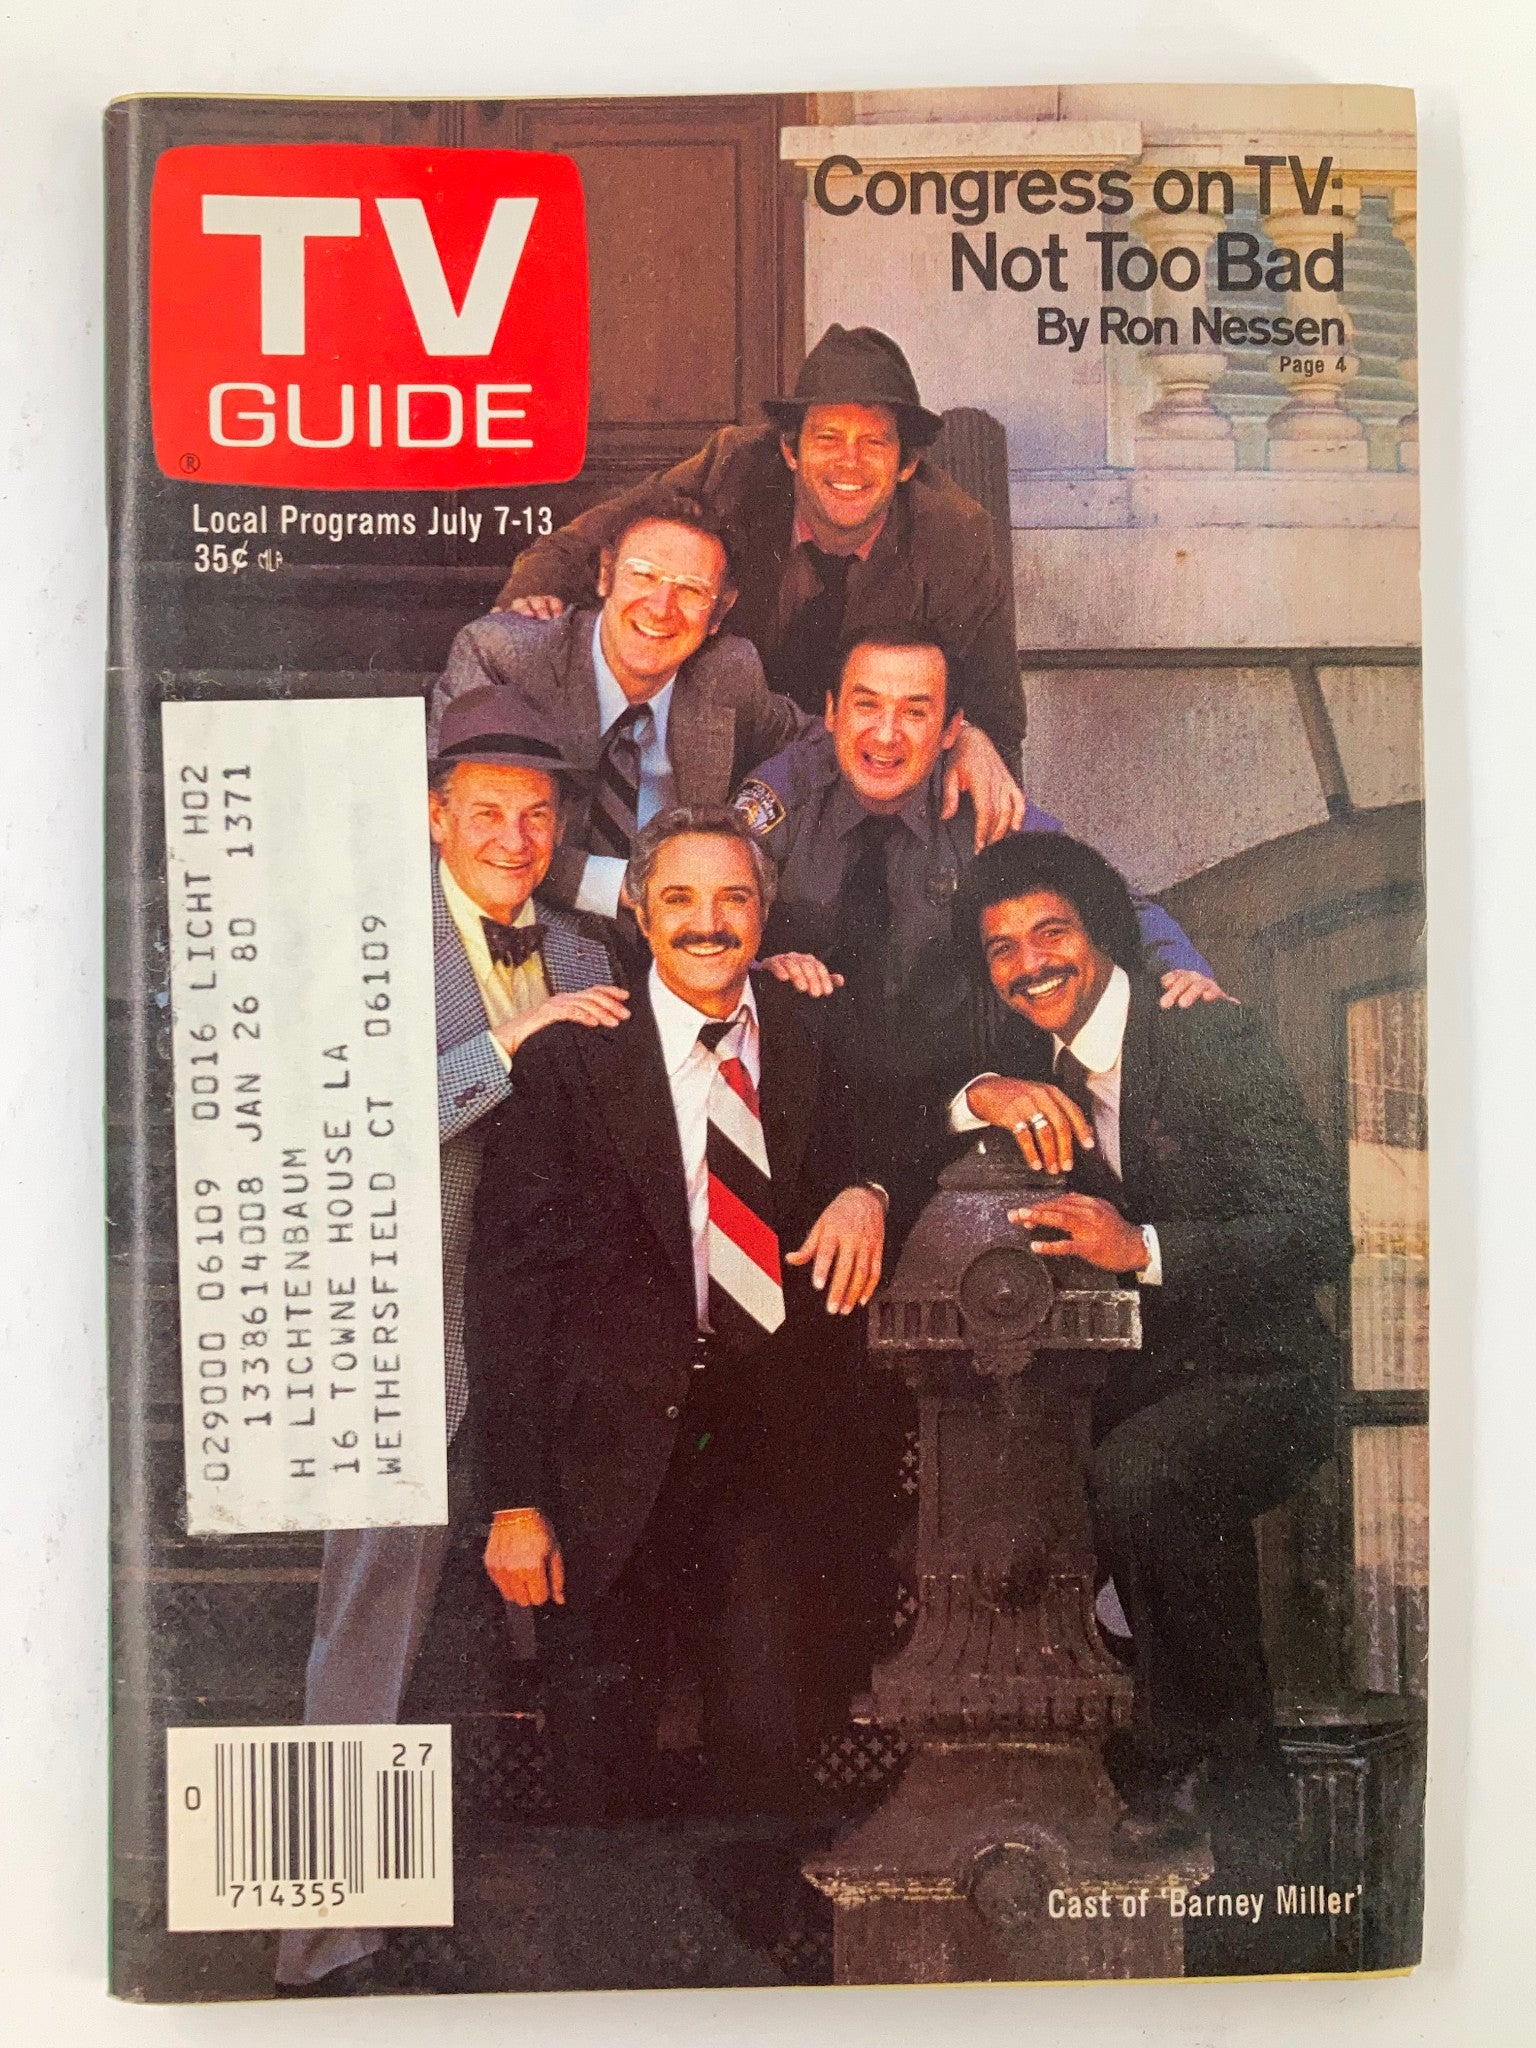 TV
GUIDE
®
Local Programs July 7-13
35¢ MLA
Congress on TV:
Not Too Bad
By Ron Nessen
Page 4
029000 06109 0016 LICHT H02
1338614008 JAN 26 80 1371
H LICHTENBAUM
16 TOWNE HOUSE LA
WETHERSFIELD CT 06109
27
0
714355
Cast of 'Barney Miller'